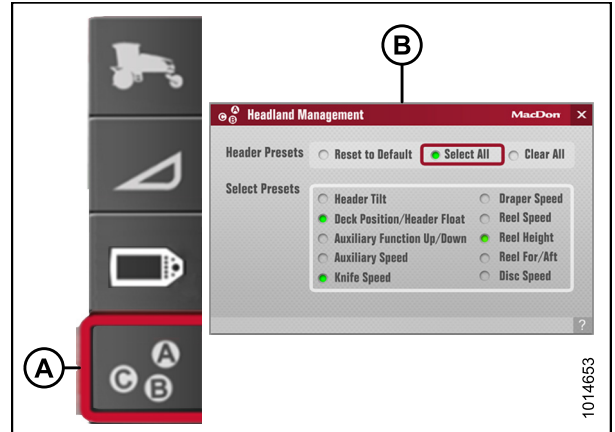 B
Headland Management MacDon X
Header Presets Reset to Default Select All Clear All
Select Presets
Header Tilt Draper Speed
Deck Position/Header Float Reel Speed
Auxiliary Function Up/Down Reel Height
Auxiliary Speed Reel For/Aft
Knife Speed Disc Speed
?
A
A
C B
1014653